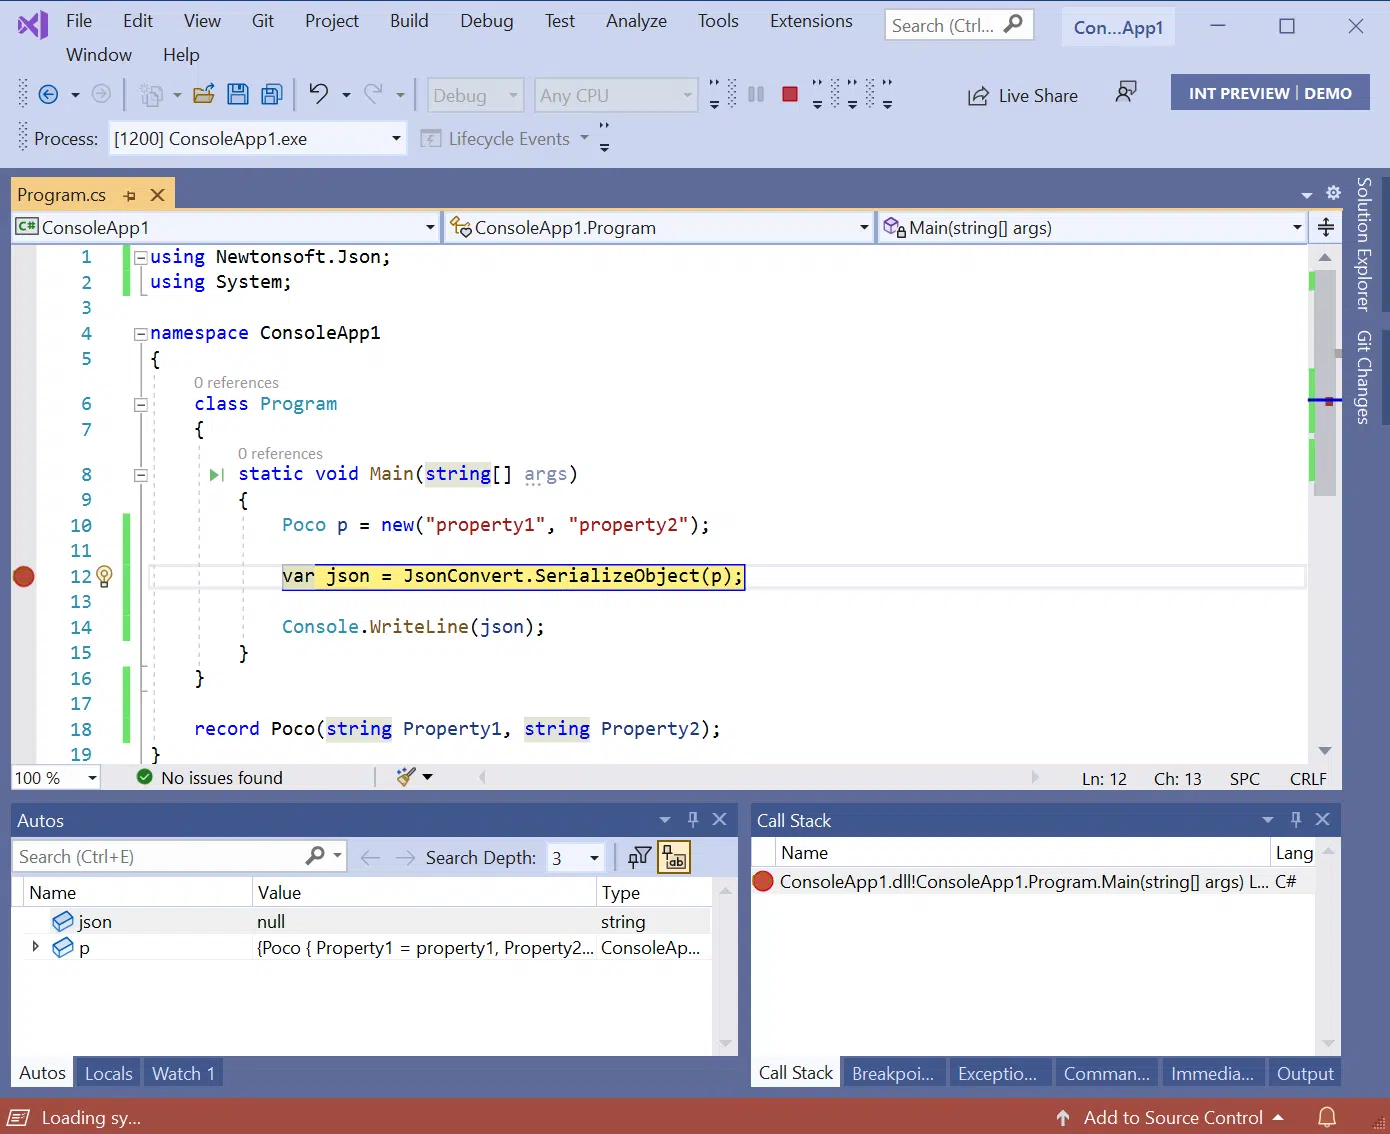 File Edit View Git Project Build Debug Test Analyze Tools Extensions Search (Ctrl... Con...App1
Window Help
Debug Any CPU Live Share INT PREVIEW | DEMO
Process: [1200] ConsoleApp1.exe Lifecycle Events
Program.cs
C# ConsoleApp1 ConsoleApp1.Program Main(string[] args)
Solution Explorer
Git Changes
1 using Newtonsoft.Json;
2 using System;
3
4 namespace ConsoleApp1
5 {
0 references
6 class Program
7 {
0 references
8 static void Main(string[] args)
9 {
10 Poco p = new("property1", "property2");
11
12 var json = JsonConvert.SerializeObject(p);
13
14 Console.WriteLine(json);
15 }
16 }
17
18 record Poco(string Property1, string Property2);
19 }
100 % No issues found Ln: 12 Ch: 13 SPC CRLF
Autos
Search (Ctrl+E) Search Depth: 3
Name Value Type
json null string
p {Poco { Property1 = property1, Property2... ConsoleAp...
Autos Locals Watch 1
Call Stack
Name Lang
ConsoleApp1.dll!ConsoleApp1.Program.Main(string[] args) L... C#
Call Stack Breakpoi... Exceptio... Comman... Immedia... Output
Loading sy... Add to Source Control